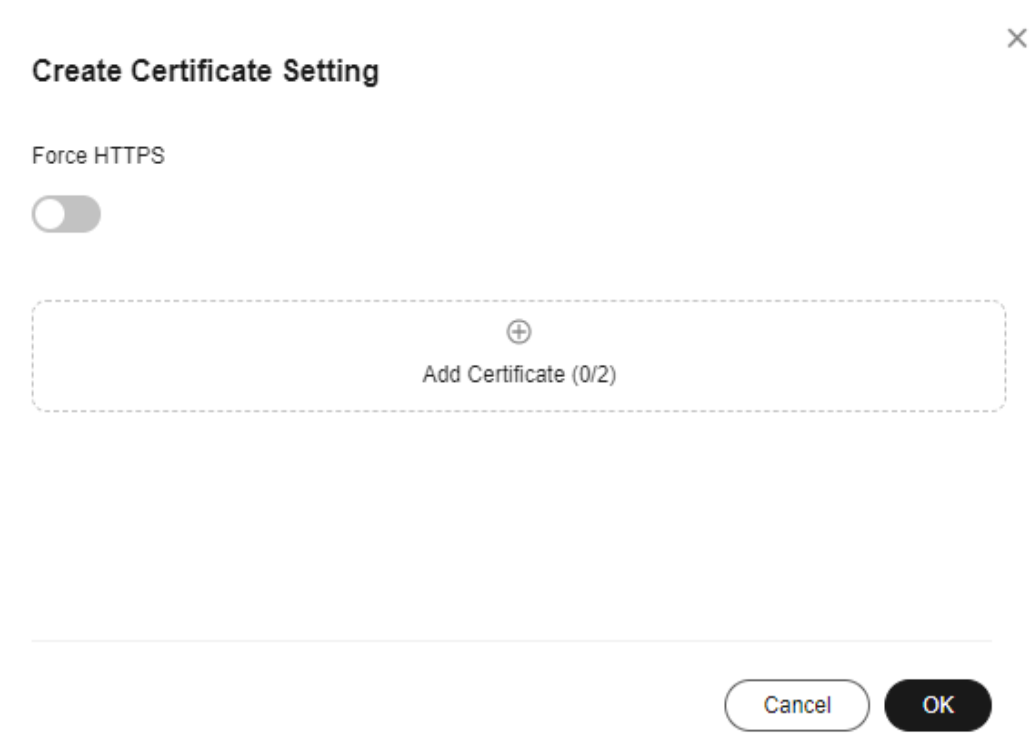 Create Certificate Setting
Force HTTPS
Add Certificate (0/2)
Cancel
OK